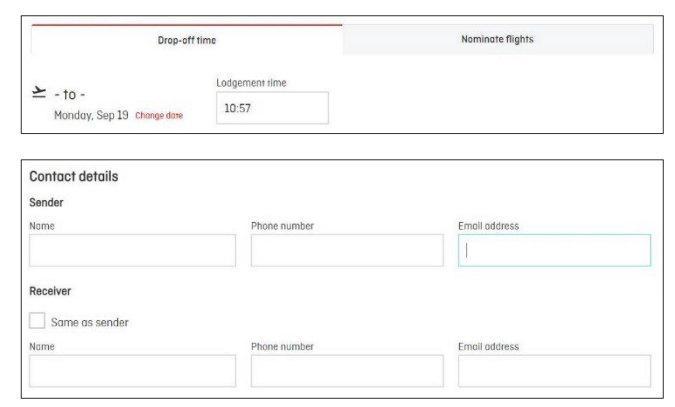 Drop-off time Nominate flights
Lodgement time
- to -
10:57
Monday, Sep 19 Change date
Contact details
Sender
Name Phone number Email address
Receiver
Same as sender
Name Phone number Email address